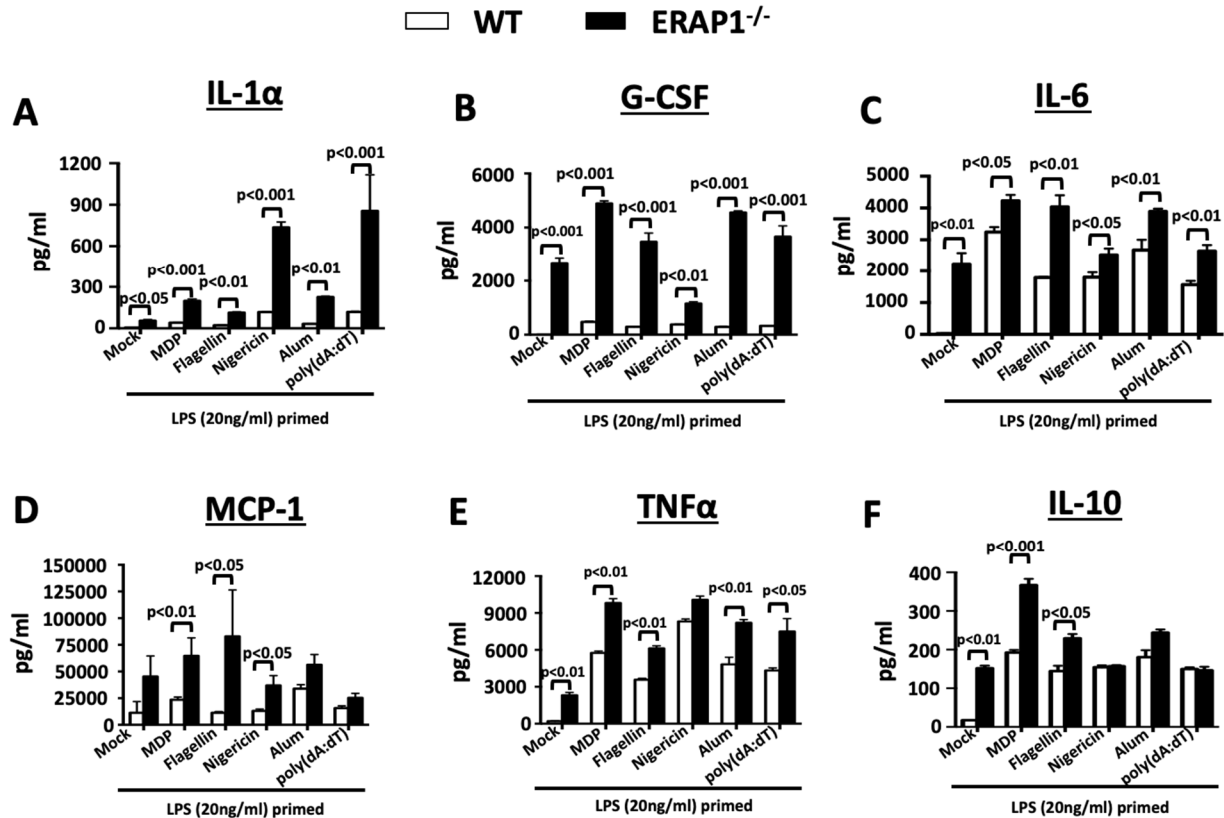 WT ERAP1-/-
A IL-1α
pg/ml
1200
900
600
300
0
p<0.05
p<0.001
p<0.01
p<0.001
p<0.01
p<0.001
Mock
MDP
Flagellin
Nigericin
Alum
poly(dA:dT)
LPS (20ng/ml) primed
B G-CSF
pg/ml
6000
4000
2000
0
p<0.001
p<0.001
p<0.001
p<0.01
p<0.001
p<0.001
Mock
MDP
Flagellin
Nigericin
Alum
poly(dA:dT)
LPS (20ng/ml) primed
C IL-6
pg/ml
5000
4000
3000
2000
1000
0
p<0.01
p<0.05
p<0.01
p<0.05
p<0.01
p<0.01
Mock
MDP
Flagellin
Nigericin
Alum
poly(dA:dT)
LPS (20ng/ml) primed
D MCP-1
pg/ml
150000
125000
100000
75000
50000
25000
0
p<0.01
p<0.05
p<0.05
Mock
MDP
Flagellin
Nigericin
Alum
poly(dA:dT)
LPS (20ng/ml) primed
E TNFα
pg/ml
12000
9000
6000
3000
0
p<0.01
p<0.01
p<0.01
p<0.01
p<0.05
Mock
MDP
Flagellin
Nigericin
Alum
poly(dA:dT)
LPS (20ng/ml) primed
F IL-10
pg/ml
400
300
200
100
0
p<0.01
p<0.001
p<0.05
Mock
MDP
Flagellin
Nigericin
Alum
poly(dA:dT)
LPS (20ng/ml) primed